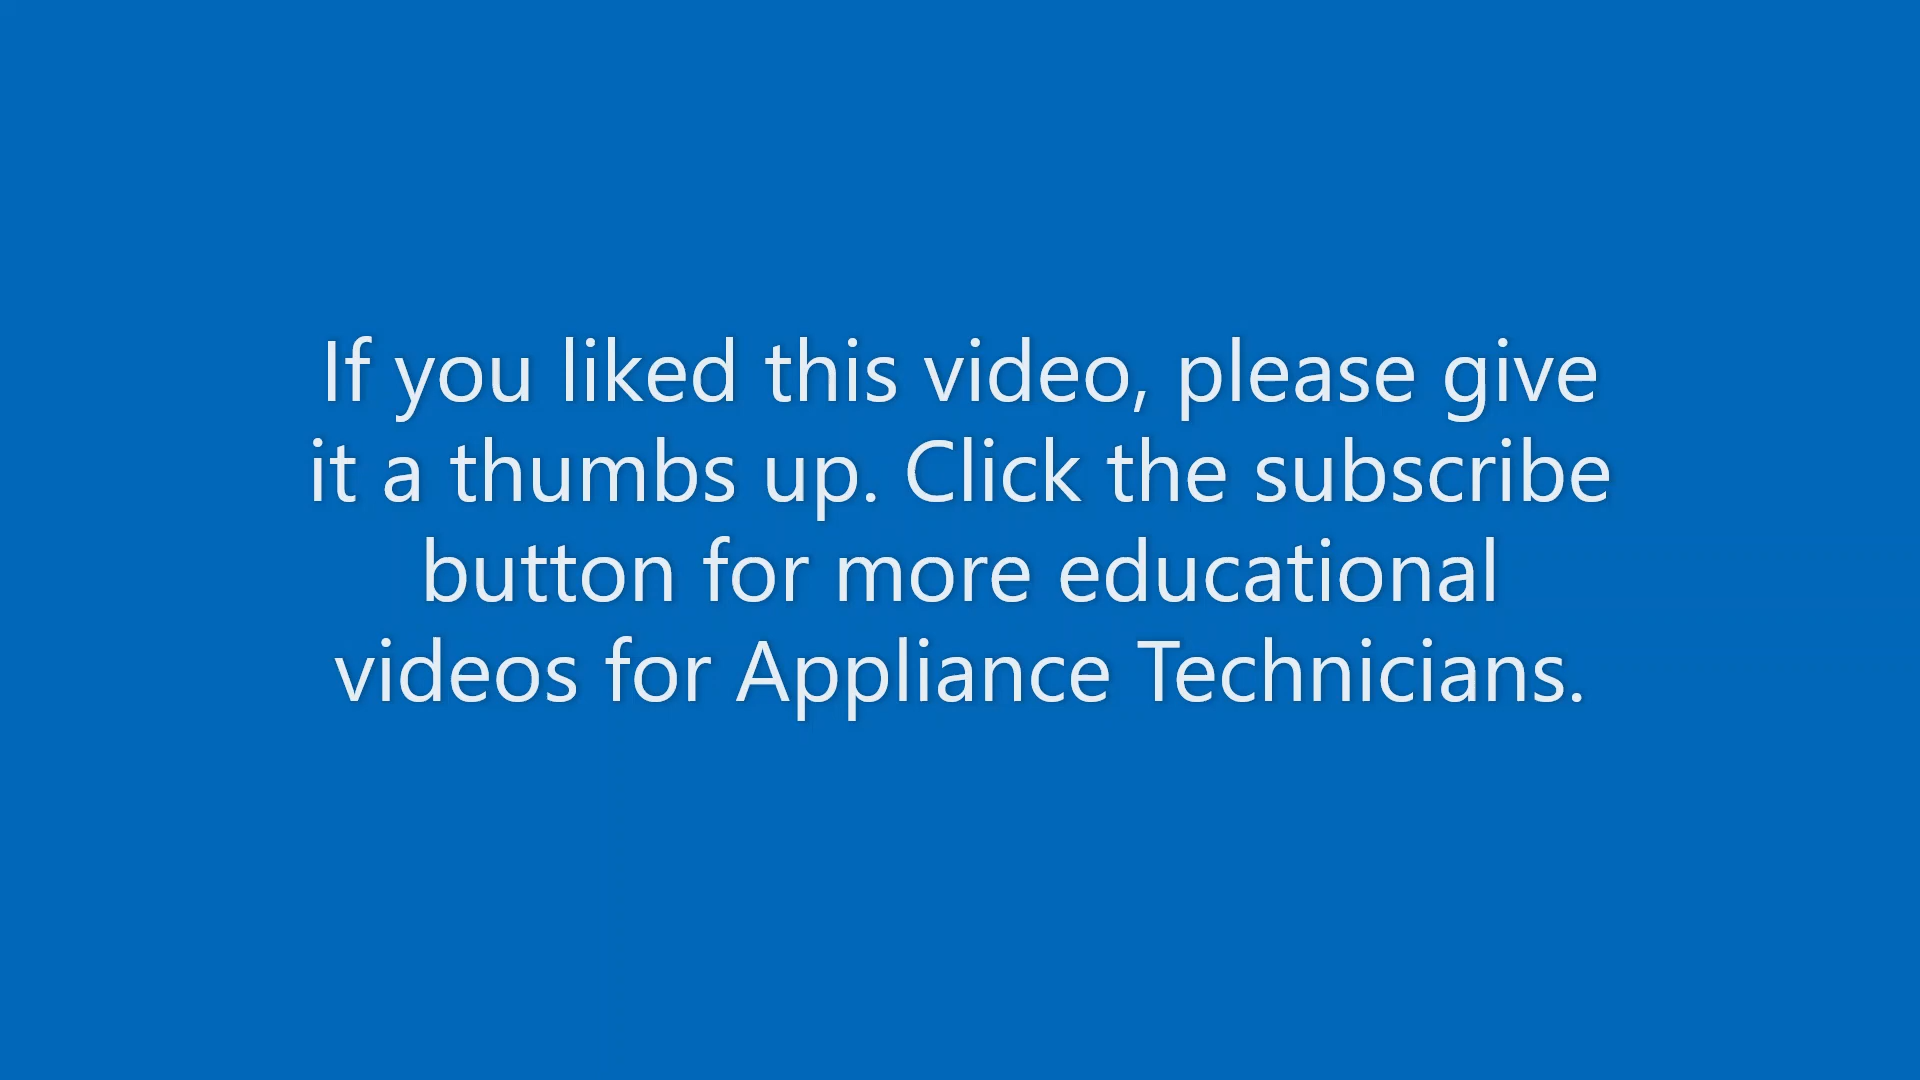 If you liked this video, please give
it a thumbs up. Click the subscribe
button for more educational
videos for Appliance Technicians.